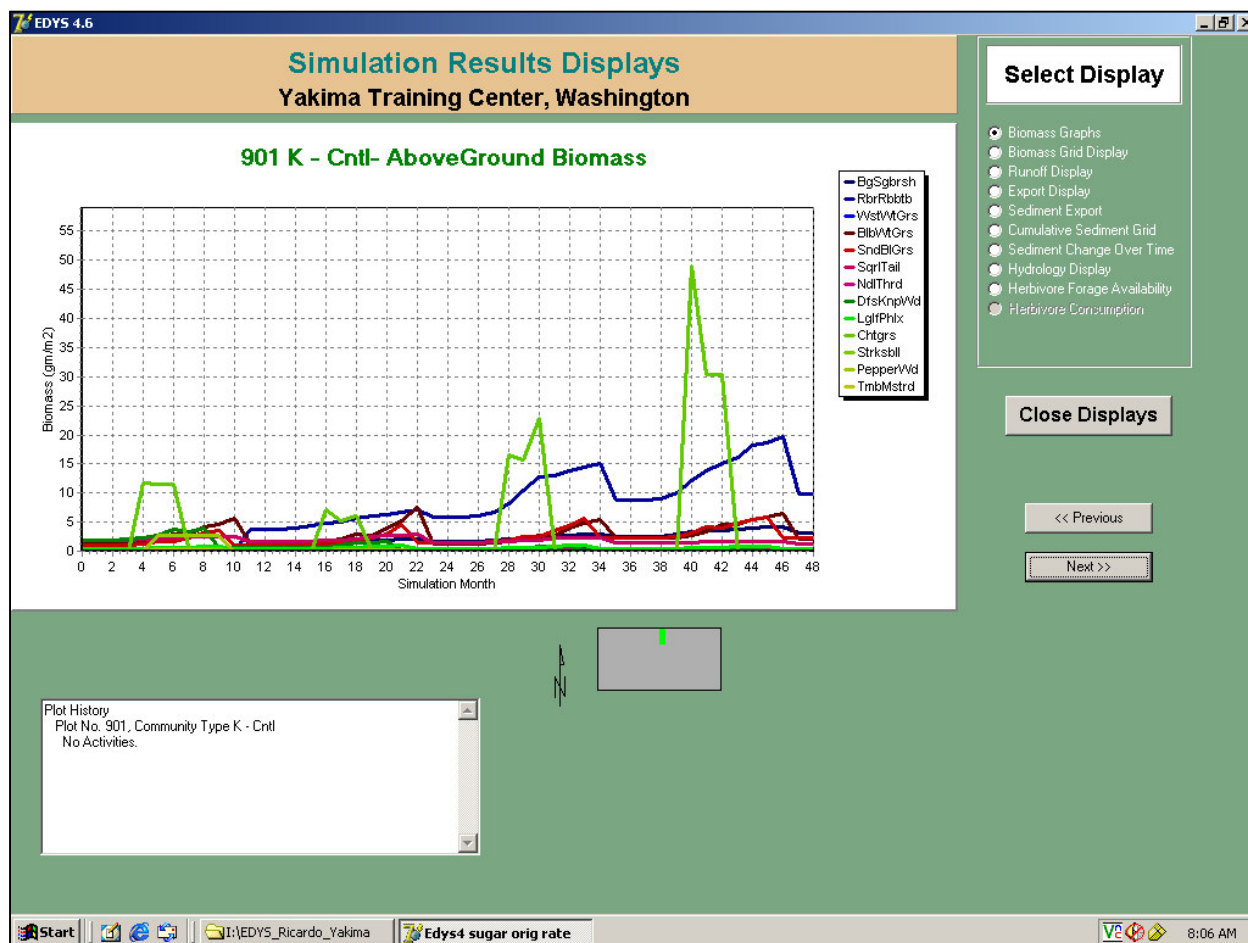 EDYS 4.6
Simulation Results Displays
Yakima Training Center, Washington
901 K - Cntl- AboveGround Biomass
Biomass (gm/m2)
55
50
45
40
35
30
25
20
15
10
5
0
0 2 4 6 8 10 12 14 16 18 20 22 24 26 28 30 32 34 36 38 40 42 44 46 48
Simulation Month
BgSgbrsh
RbrRbbtb
WstWtGrs
BlbWtGrs
SndBlGrs
SqrlTail
NdlThrd
DfsKnpWd
LglfPhlx
Chtgrs
Strksbll
PepperWd
TmbMstrd
Select Display
Biomass Graphs
Biomass Grid Display
Runoff Display
Export Display
Sediment Export
Cumulative Sediment Grid
Sediment Change Over Time
Hydrology Display
Herbivore Forage Availability
Herbivore Consumption
Close Displays
<< Previous
Next >>
N
Plot History
Plot No. 901, Community Type K - Cntl
No Activities.
Start
I:\EDYS_Ricardo_Yakima
Edys4 sugar orig rate
8:06 AM